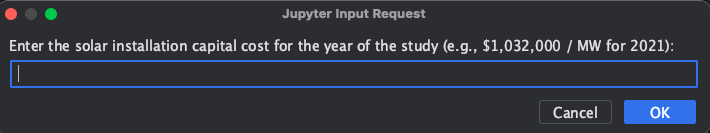 Jupyter Input Request
Enter the solar installation capital cost for the year of the study (e.g., $1,032,000 / MW for 2021):
Cancel
OK